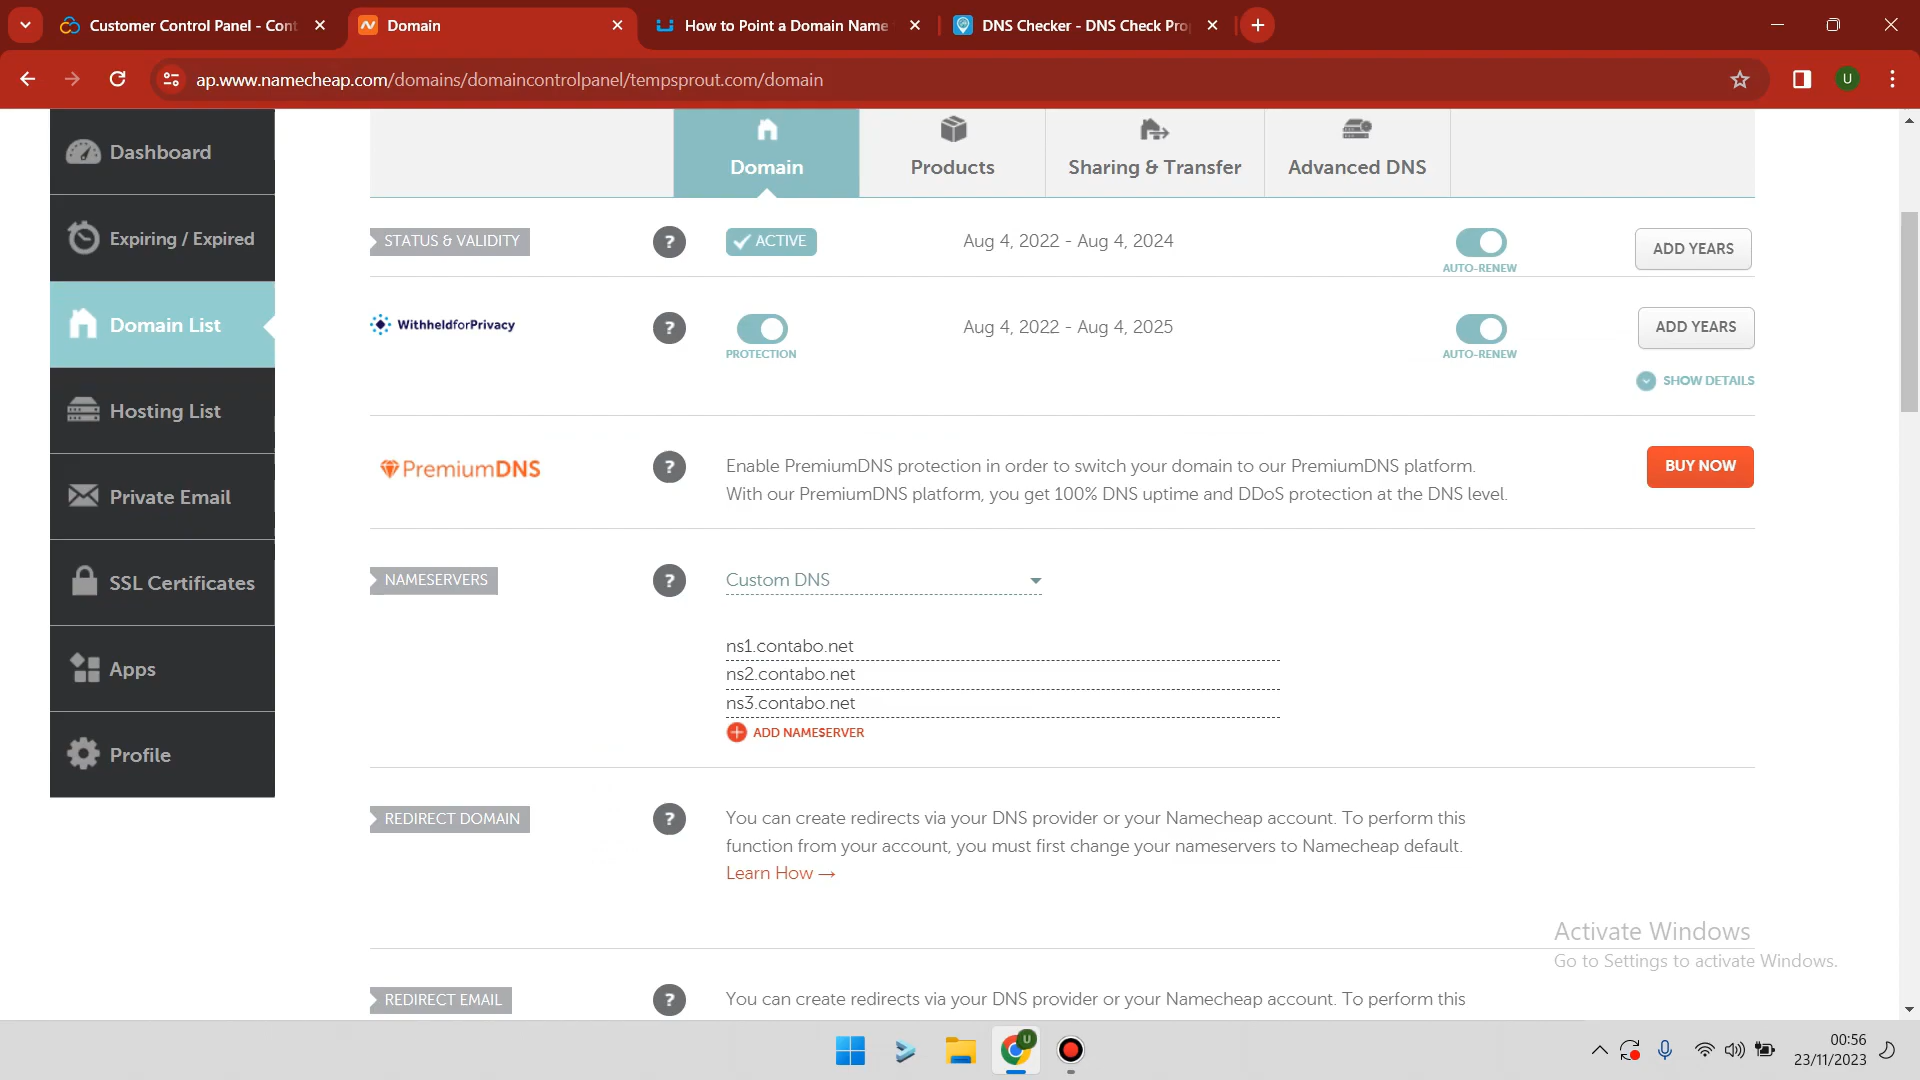 Customer Control Panel - Cont
Domain
How to Point a Domain Name
DNS Checker - DNS Check Pro
ap.www.namecheap.com/domains/domaincontrolpanel/tempsprout.com/domain
U
Dashboard
Expiring / Expired
Domain List
Hosting List
Private Email
SSL Certificates
Apps
Profile
Domain
Products
Sharing & Transfer
Advanced DNS
STATUS & VALIDITY
?
ACTIVE
Aug 4, 2022 - Aug 4, 2024
AUTO-RENEW
ADD YEARS
WithheldforPrivacy
?
PROTECTION
Aug 4, 2022 - Aug 4, 2025
AUTO-RENEW
ADD YEARS
SHOW DETAILS
PremiumDNS
?
Enable PremiumDNS protection in order to switch your domain to our PremiumDNS platform.
With our PremiumDNS platform, you get 100% DNS uptime and DDoS protection at the DNS level.
BUY NOW
NAMESERVERS
?
Custom DNS
ns1.contabo.net
ns2.contabo.net
ns3.contabo.net
ADD NAMESERVER
REDIRECT DOMAIN
?
You can create redirects via your DNS provider or your Namecheap account. To perform this
function from your account, you must first change your nameservers to Namecheap default.
Learn How →
REDIRECT EMAIL
?
You can create redirects via your DNS provider or your Namecheap account. To perform this
Activate Windows
Go to Settings to activate Windows.
U
00:56
23/11/2023